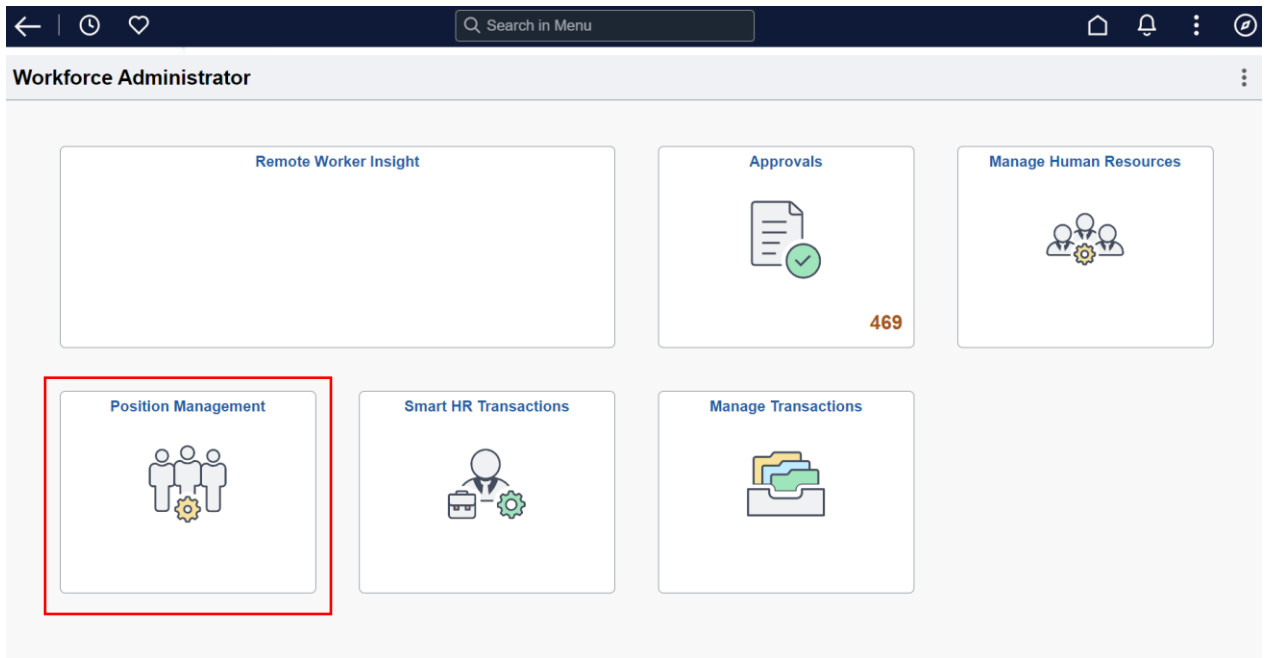 Search in Menu
Workforce Administrator
Remote Worker Insight
Approvals
Manage Human Resources
469
Position Management
Smart HR Transactions
Manage Transactions